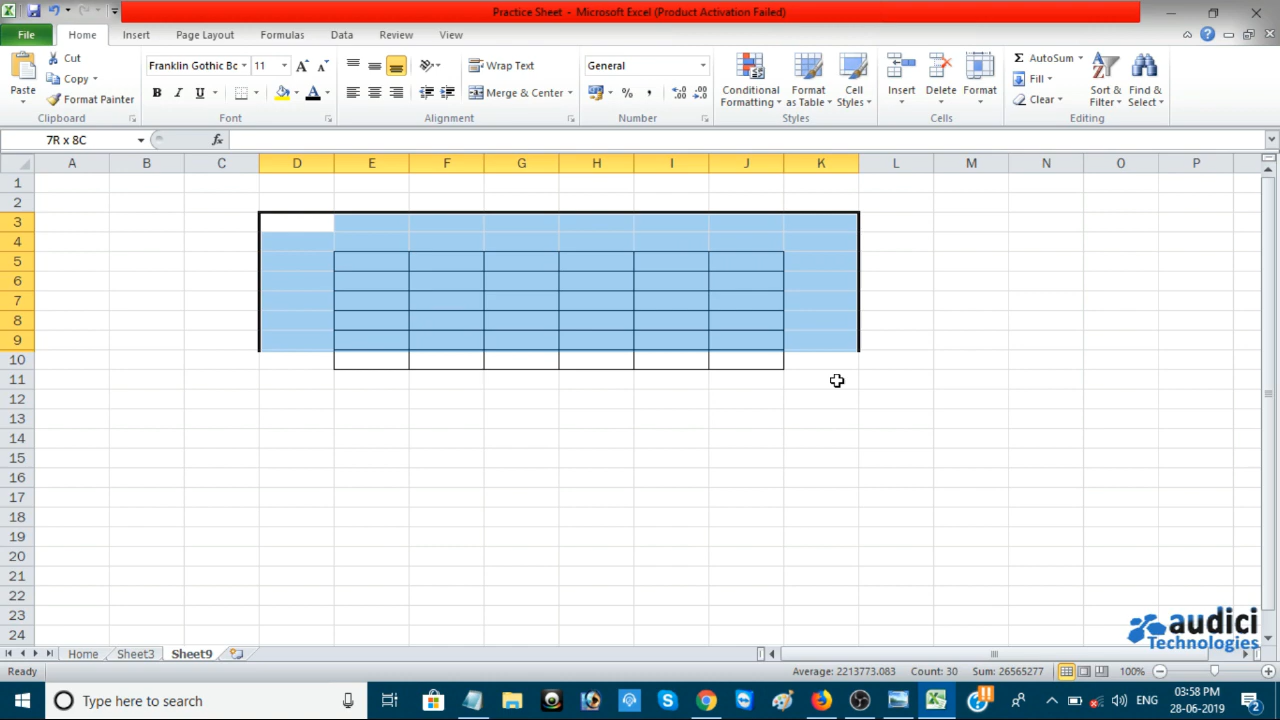 Practice Sheet - Microsoft Excel (Product Activation Failed)
File Home Insert Page Layout Formulas Data Review View
Paste
Cut
Copy
Format Painter
Clipboard
Franklin Gothic Bc 11
B I U A
Font
Wrap Text
Merge & Center
Alignment
General
% ,
Number
Conditional Formatting
Format as Table
Cell Styles
Styles
Insert Delete Format
Cells
Σ AutoSum
Fill
Clear
Sort & Filter
Find & Select
Editing
7R x 8C fx
A B C D E F G H I J K L M N O P
1
2
3
4
5
6
7
8
9
10
11
12
13
14
15
16
17
18
19
20
21
22
23
24
audici
Technologies
Home Sheet3 Sheet9
Ready Average: 2213773.083 Count: 30 Sum: 26565277 100%
Type here to search
ENG
03:58 PM
28-06-2019
2